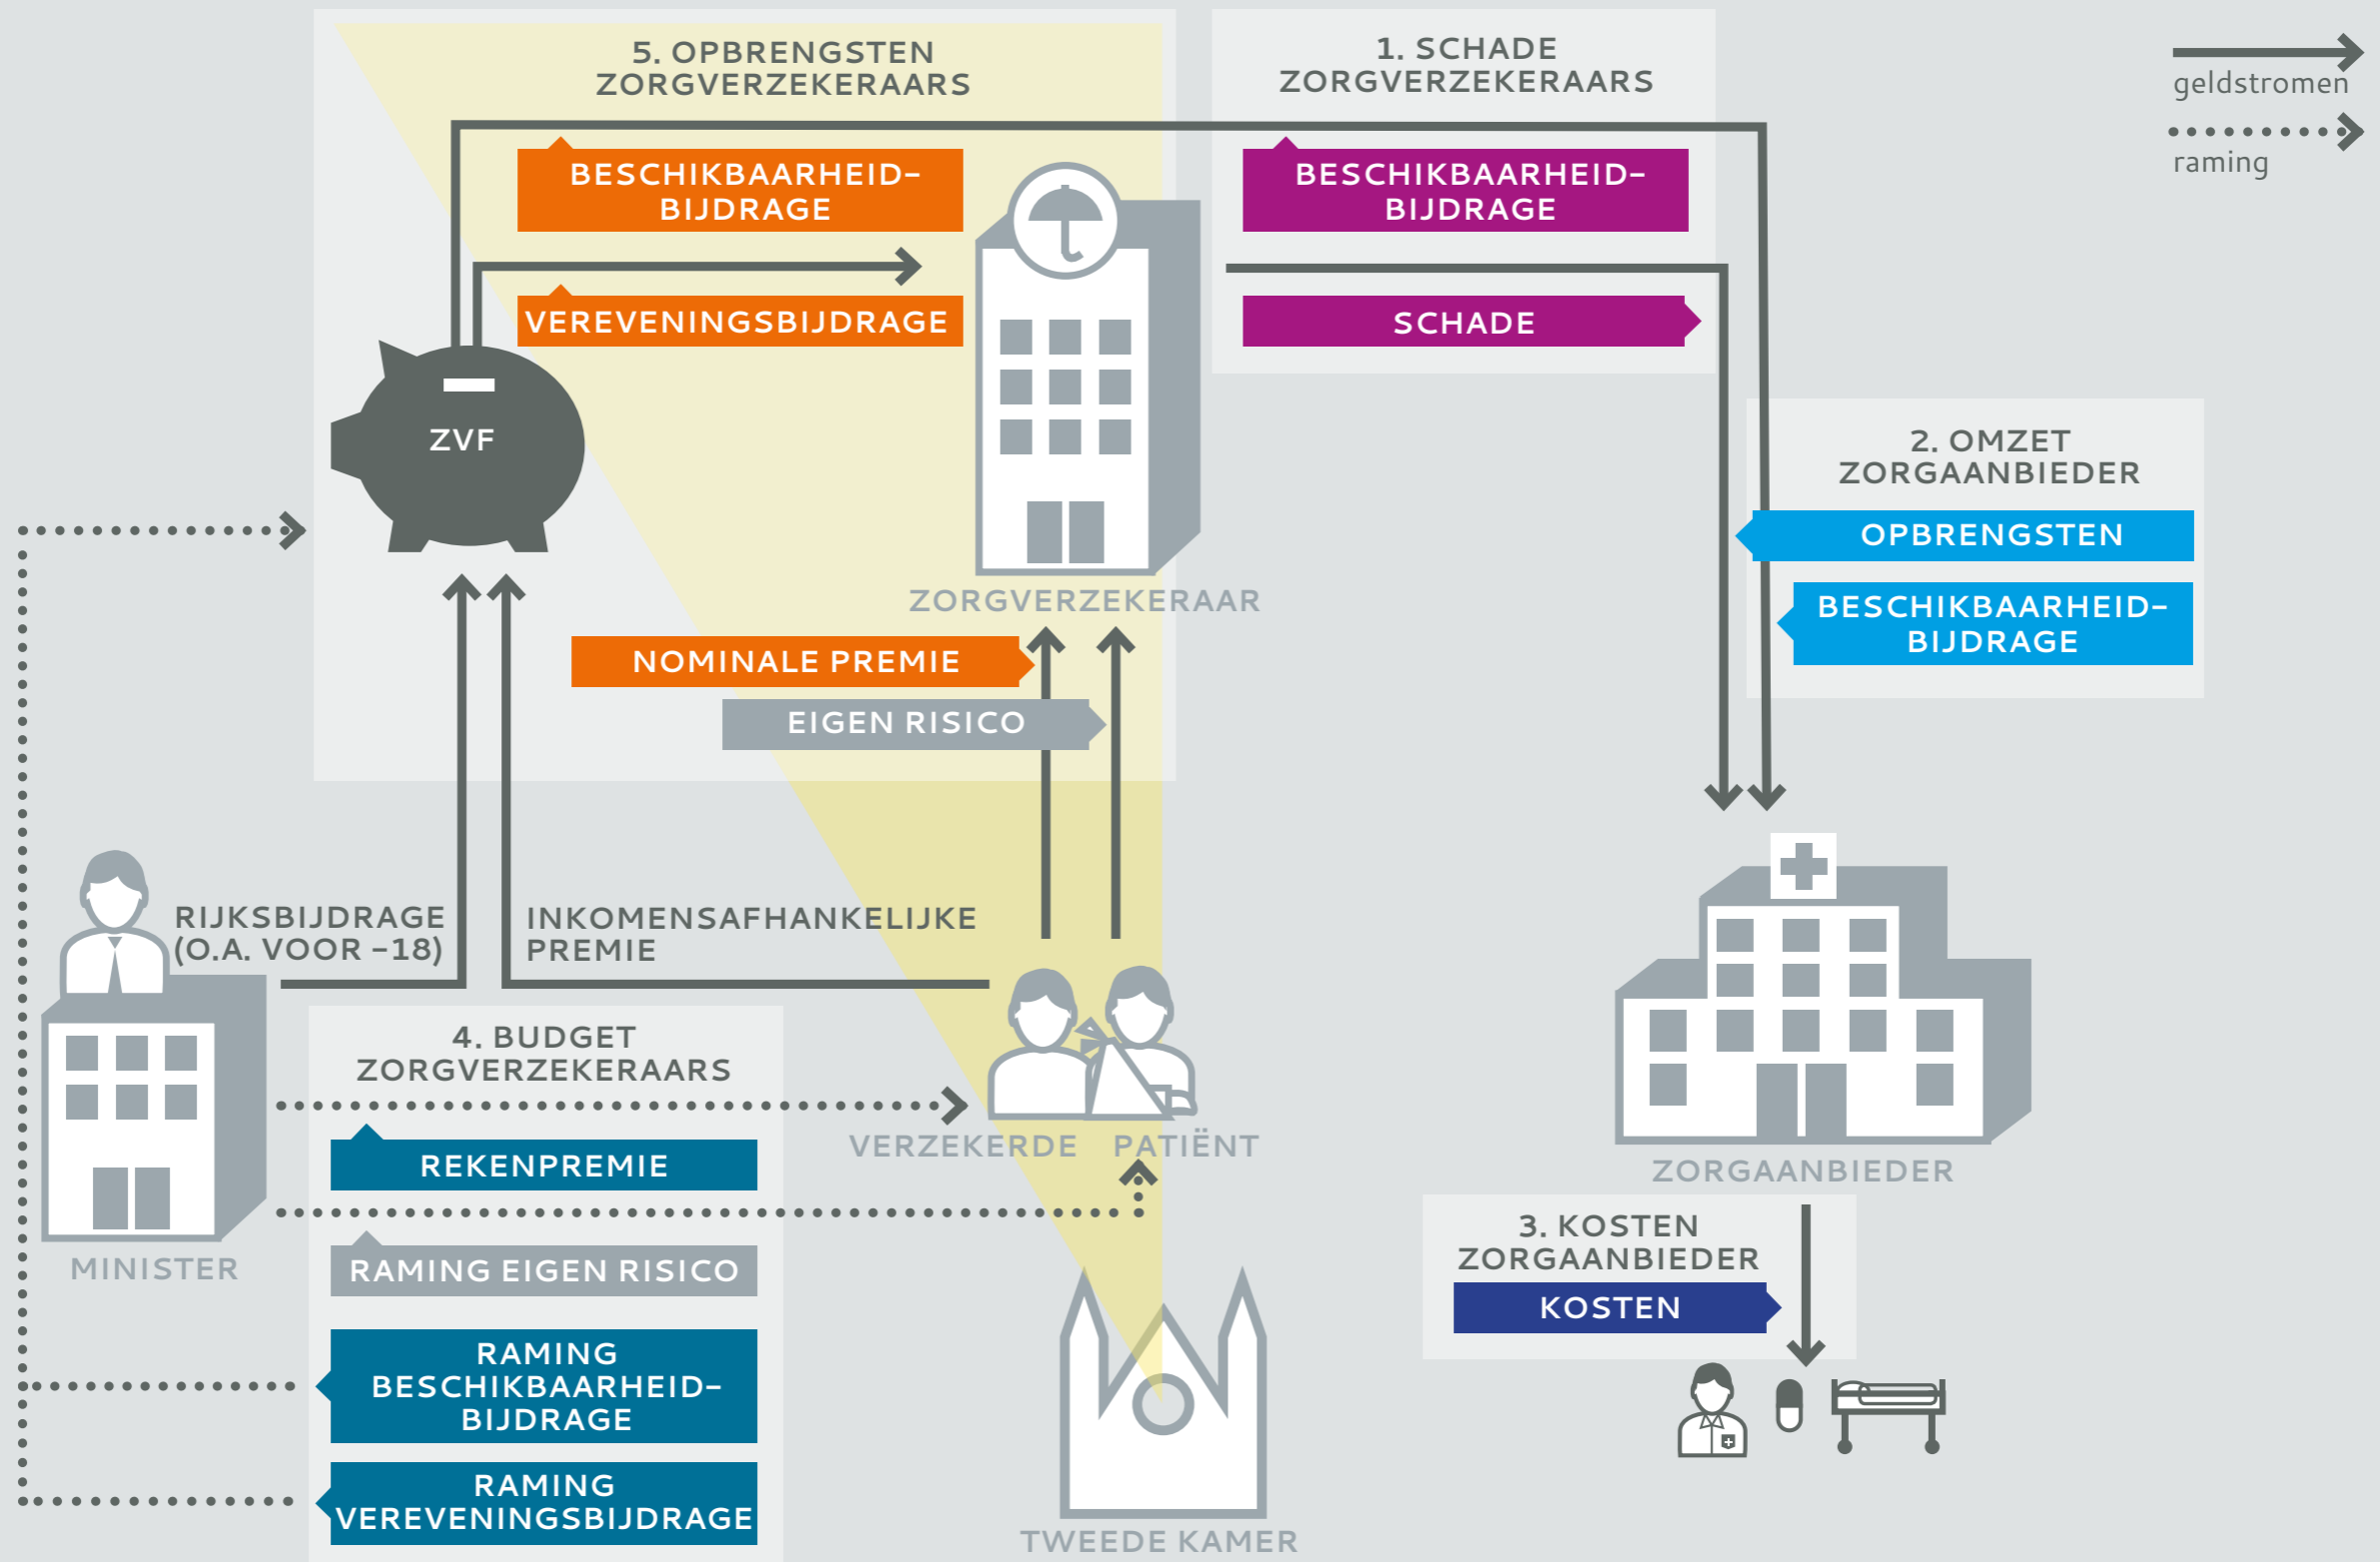 5. OPBRENGSTEN
ZORGVERZEKERAARS
1. SCHADE
ZORGVERZEKERAARS
geldstromen
raming
BESCHIKBAARHEID-
BIJDRAGE
VEREVENINGSBIJDRAGE
BESCHIKBAARHEID-
BIJDRAGE
SCHADE
ZVF
2. OMZET
ZORGAANBIEDER
OPBRENGSTEN
BESCHIKBAARHEID-
BIJDRAGE
ZORGVERZEKERAAR
NOMINALE PREMIE
EIGEN RISICO
RIJKSBIJDRAGE
(O.A. VOOR -18)
INKOMENSAFHANKELIJKE
PREMIE
4. BUDGET
ZORGVERZEKERAARS
VERZEKERDE
PATIËNT
REKENPREMIE
RAMING EIGEN RISICO
MINISTER
RAMING
BESCHIKBAARHEID-
BIJDRAGE
RAMING
VEREVENINGSBIJDRAGE
ZORGAANBIEDER
3. KOSTEN
ZORGAANBIEDER
KOSTEN
TWEEDE KAMER